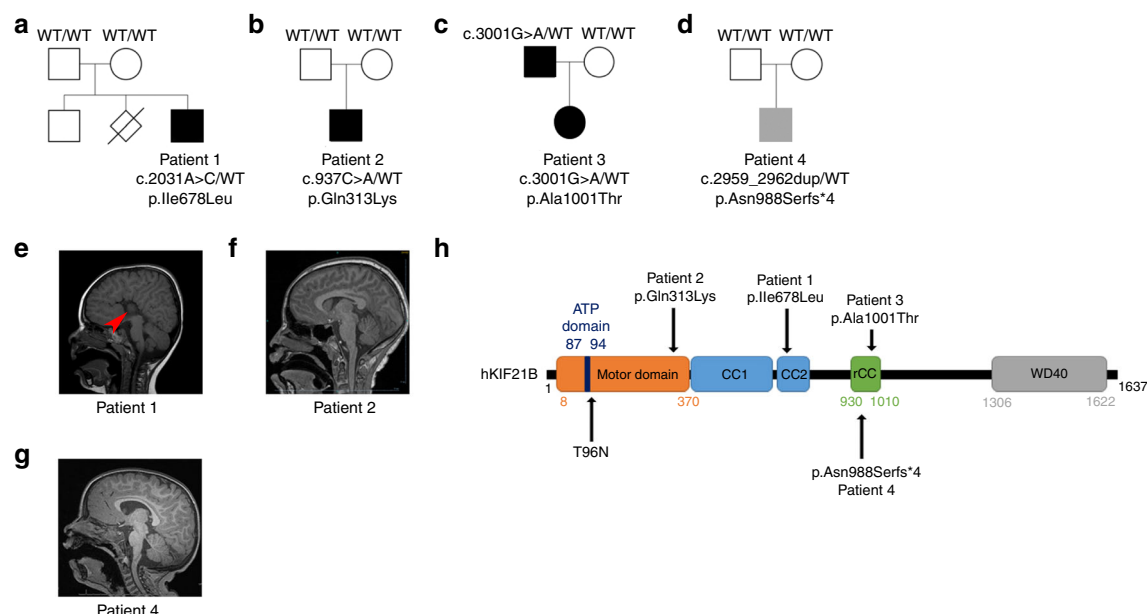 a
WT/WT WT/WT
Patient 1
c.2031A>C/WT
p.Ile678Leu
b
WT/WT WT/WT
Patient 2
c.937C>A/WT
p.Gln313Lys
c
c.3001G>A/WT WT/WT
Patient 3
c.3001G>A/WT
p.Ala1001Thr
d
WT/WT WT/WT
Patient 4
c.2959_2962dup/WT
p.Asn988Serfs*4
e
Patient 1
f
Patient 2
g
Patient 4
h
Patient 2
p.Gln313Lys
Patient 1
p.Ile678Leu
Patient 3
p.Ala1001Thr
ATP
domain
87 94
hKIF21B
1
Motor domain
CC1
CC2
rCC
WD40
1637
8
370
930 1010
1306
1622
T96N
p.Asn988Serfs*4
Patient 4